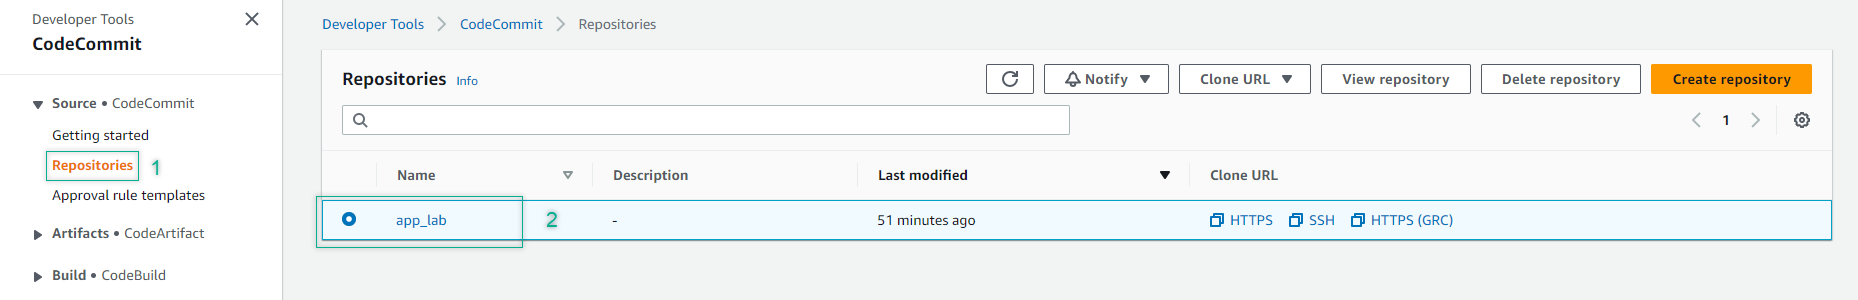 Developer Tools
CodeCommit
Source • CodeCommit
Getting started
Repositories 1
Approval rule templates
Artifacts • CodeArtifact
Build • CodeBuild
Developer Tools CodeCommit Repositories
Repositories Info
Notify Clone URL View repository Delete repository Create repository
1
Name Description Last modified Clone URL
app_lab 2 - 51 minutes ago HTTPS SSH HTTPS (GRC)